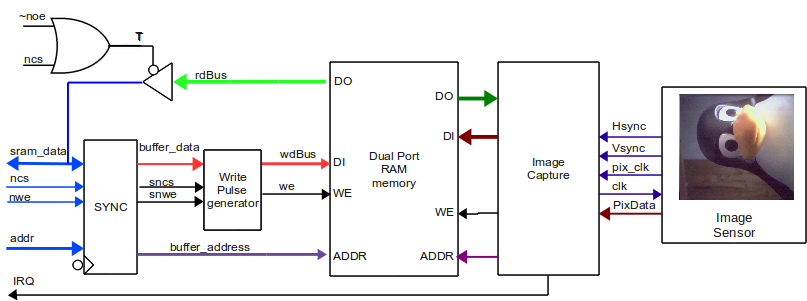 ~noe
T
ncs
rdBus
DO
DO
Hsync
sram_data
buffer_data
wdBus
DI
DI
Vsync
Dual Port
RAM
memory
Image
Capture
pix_clk
ncs
sncs
Write
Pulse
generator
we
WE
clk
nwe
SYNC
snwe
WE
PixData
Image
Sensor
addr
buffer_address
ADDR
ADDR
IRQ